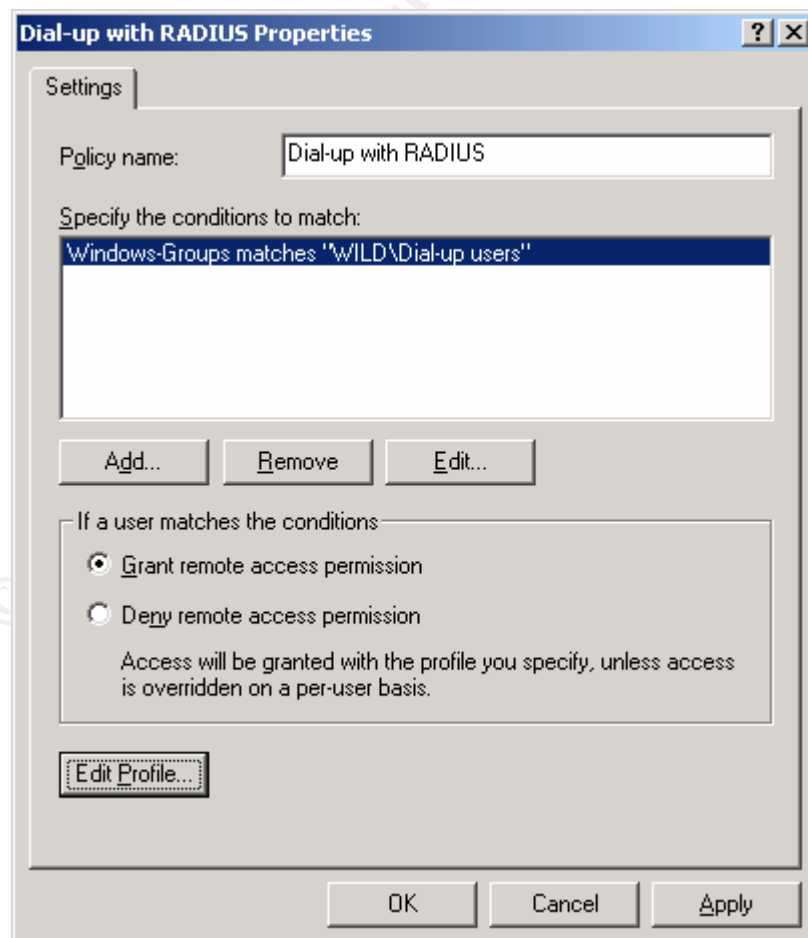 Dial-up with RADIUS Properties
Settings
Policy name: Dial-up with RADIUS
Specify the conditions to match:
Windows-Groups matches "WILD\Dial-up users"
Add... Remove Edit...
If a user matches the conditions
Grant remote access permission
Deny remote access permission
Access will be granted with the profile you specify, unless access
is overridden on a per-user basis.
Edit Profile...
OK Cancel Apply